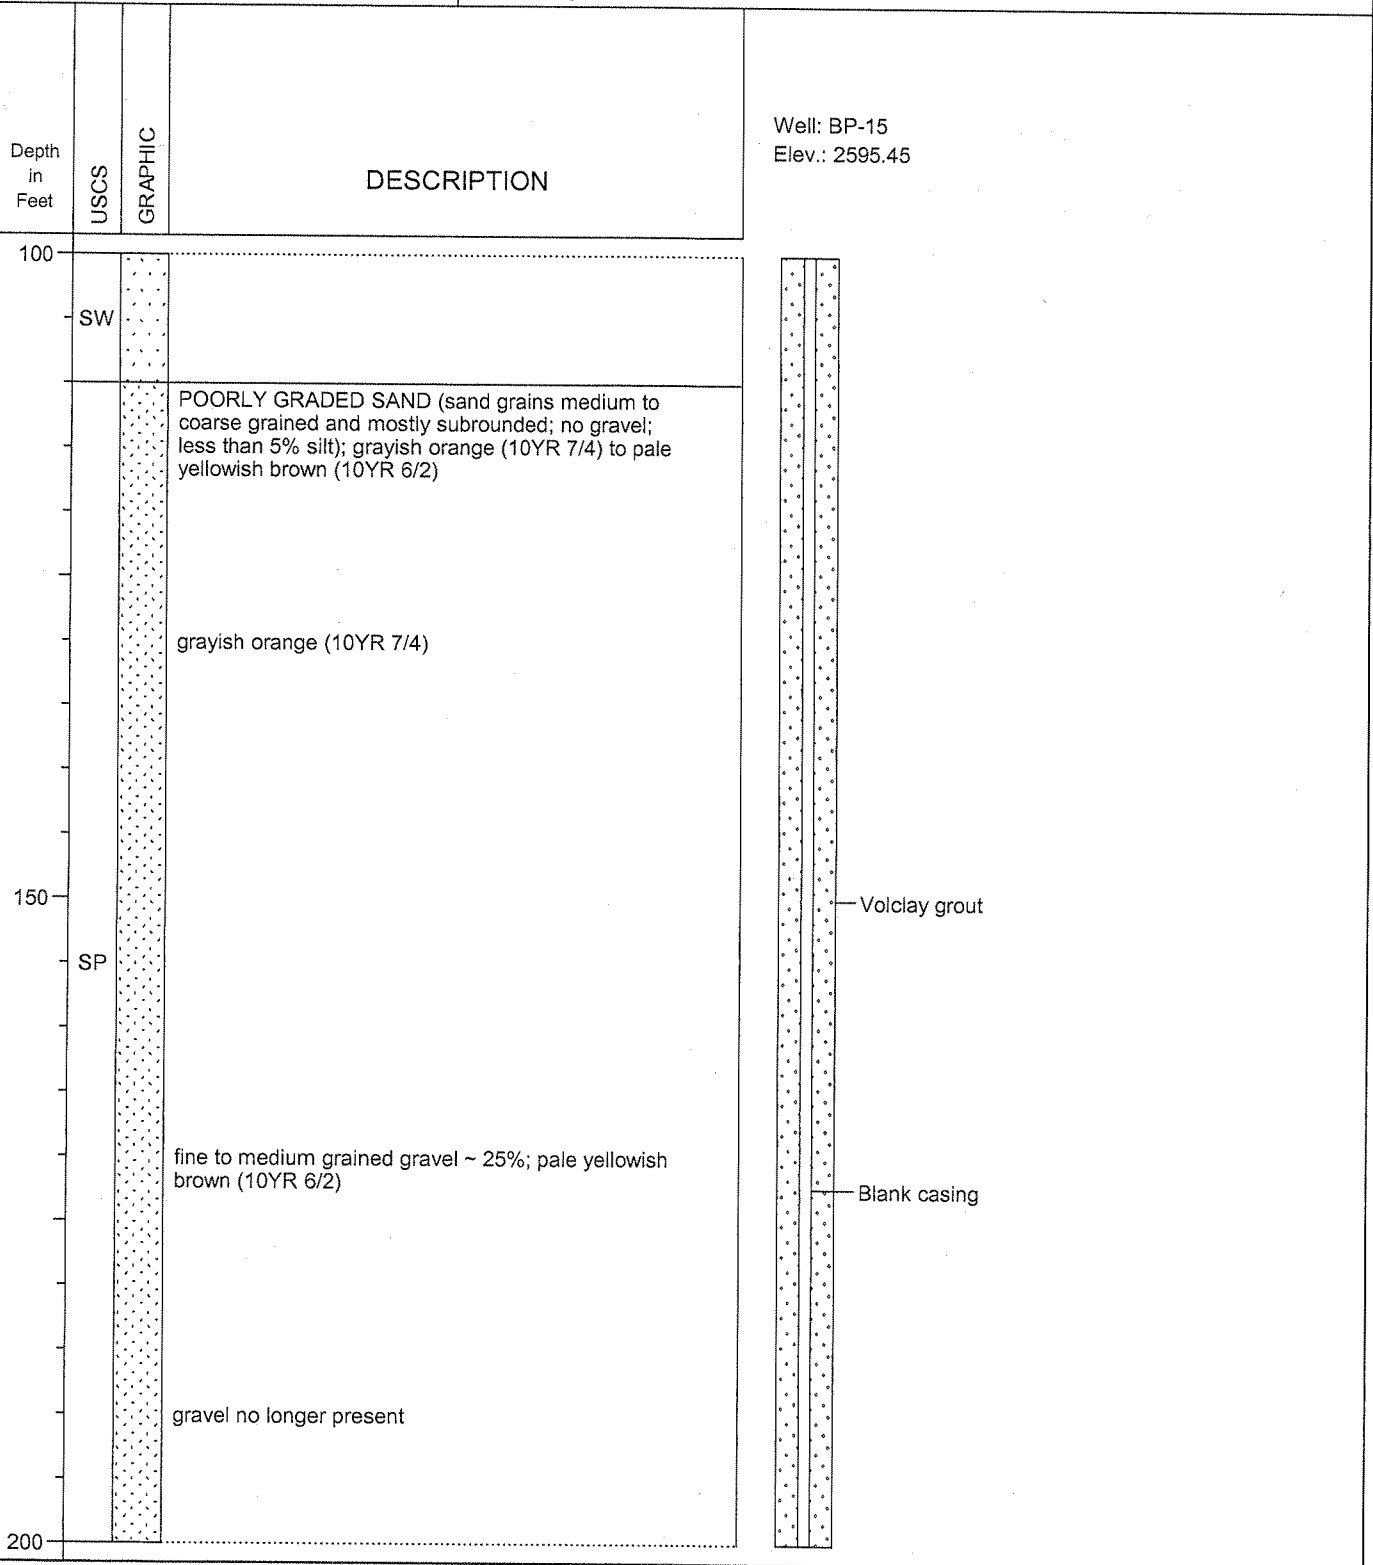 Depth
in
Feet
USCS
GRAPHIC
DESCRIPTION
Well: BP-15
Elev.: 2595.45
100
SW
POORLY GRADED SAND (sand grains medium to
coarse grained and mostly subrounded; no gravel;
less than 5% silt); grayish orange (10YR 7/4) to pale
yellowish brown (10YR 6/2)
grayish orange (10YR 7/4)
150
Volclay grout
SP
fine to medium grained gravel ~ 25%; pale yellowish
brown (10YR 6/2)
Blank casing
gravel no longer present
200